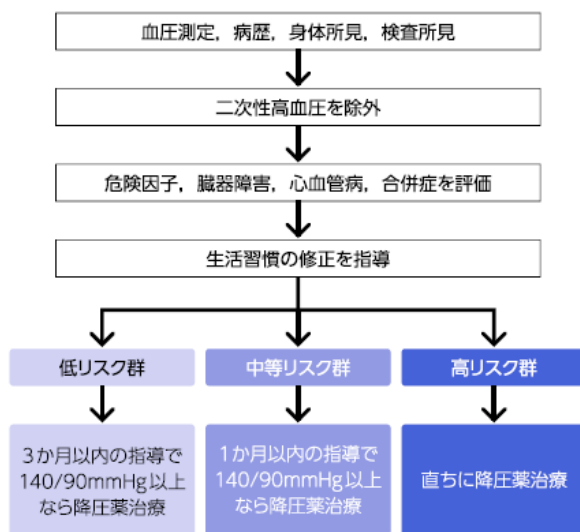 血圧測定，病歴，身体所見，検査所見
二次性高血圧を除外
危険因子，臓器障害，心血管病，合併症を評価
生活習慣の修正を指導
低リスク群
中等リスク群
高リスク群
3か月以内の指導で
140/90mmHg以上
なら降圧薬治療
1か月以内の指導で
140/90mmHg以上
なら降圧薬治療
直ちに降圧薬治療